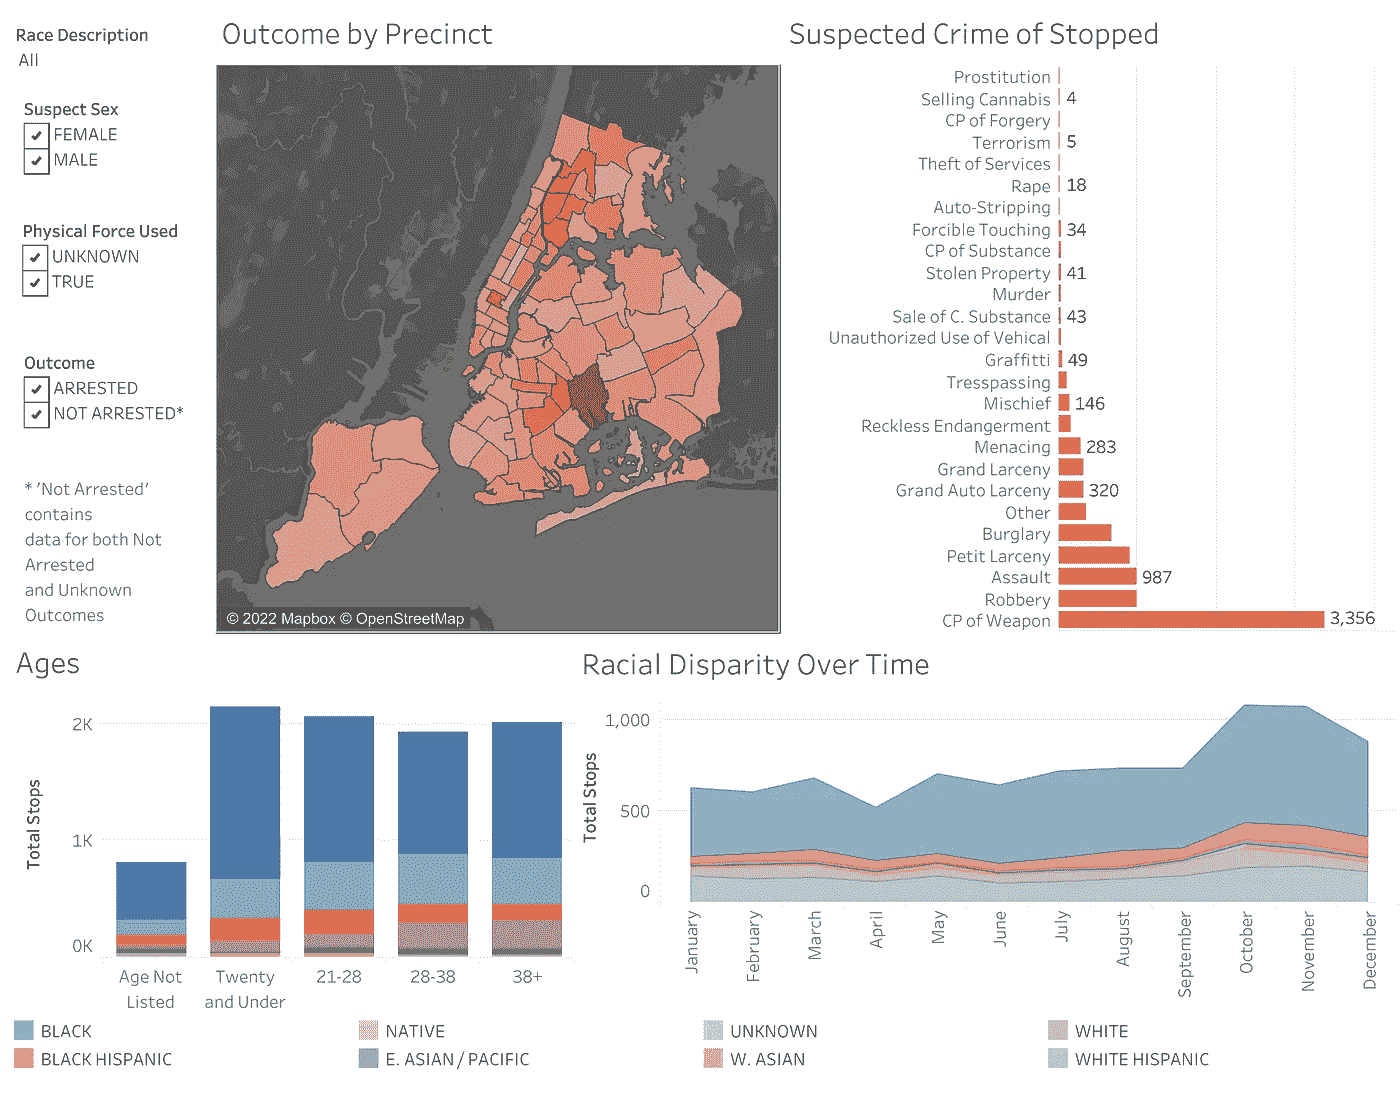 Race Description
All
Suspect Sex
FEMALE
MALE
Physical Force Used
UNKNOWN
TRUE
Outcome
ARRESTED
NOT ARRESTED*
* 'Not Arrested'
contains
data for both Not
Arrested
and Unknown
Outcomes
Outcome by Precinct
© 2022 Mapbox © OpenStreetMap
Suspected Crime of Stopped
Prostitution
Selling Cannabis 4
CP of Forgery
Terrorism 5
Theft of Services
Rape 18
Auto-Stripping
Forcible Touching 34
CP of Substance
Stolen Property 41
Murder
Sale of C. Substance 43
Unauthorized Use of Vehical
Graffitti 49
Tresspassing
Mischief 146
Reckless Endangerment
Menacing 283
Grand Larceny
Grand Auto Larceny 320
Other
Burglary
Petit Larceny
Assault 987
Robbery
CP of Weapon 3,356
Ages
Total Stops
2K
1K
0K
Age Not
Listed
Twenty
and Under
21-28
28-38
38+
Racial Disparity Over Time
Total Stops
1,000
500
0
January
February
March
April
May
June
July
August
September
October
November
December
BLACK
NATIVE
UNKNOWN
WHITE
BLACK HISPANIC
E. ASIAN / PACIFIC
W. ASIAN
WHITE HISPANIC